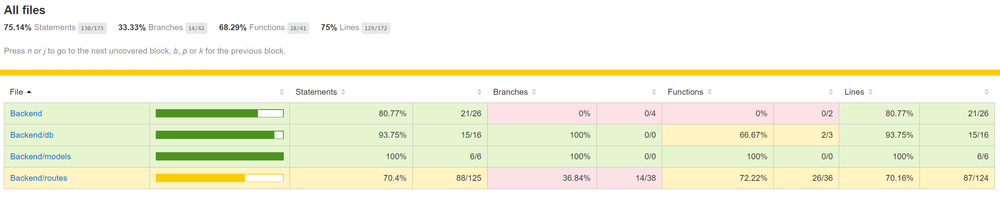 All files
75.14% Statements 130/173 33.33% Branches 14/42 68.29% Functions 28/41 75% Lines 129/172
Press n or j to go to the next uncovered block, b, p or k for the previous block.
File Statements Branches Functions Lines
Backend 80.77% 21/26 0% 0/4 0% 0/2 80.77% 21/26
Backend/db 93.75% 15/16 100% 0/0 66.67% 2/3 93.75% 15/16
Backend/models 100% 6/6 100% 0/0 100% 0/0 100% 6/6
Backend/routes 70.4% 88/125 36.84% 14/38 72.22% 26/36 70.16% 87/124